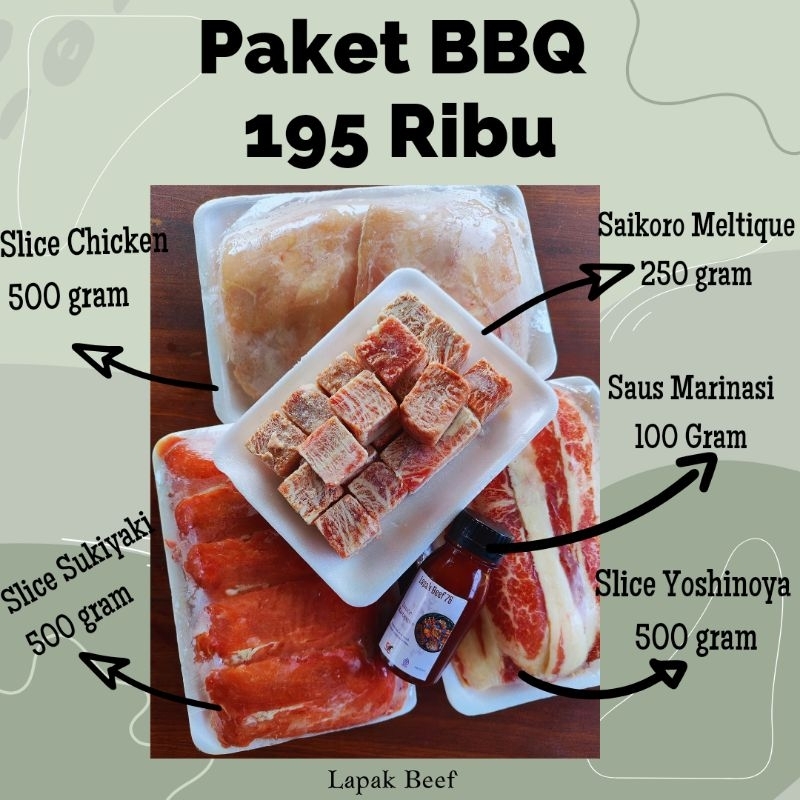 Paket BBQ
195 Ribu
Slice Chicken
500 gram
Saikoro Meltique
250 gram
Saus Marinasi
100 Gram
Slice Sukiyaki
500 gram
Slice Yoshinoya
500 gram
Lapak Beef 78
Lapak Beef